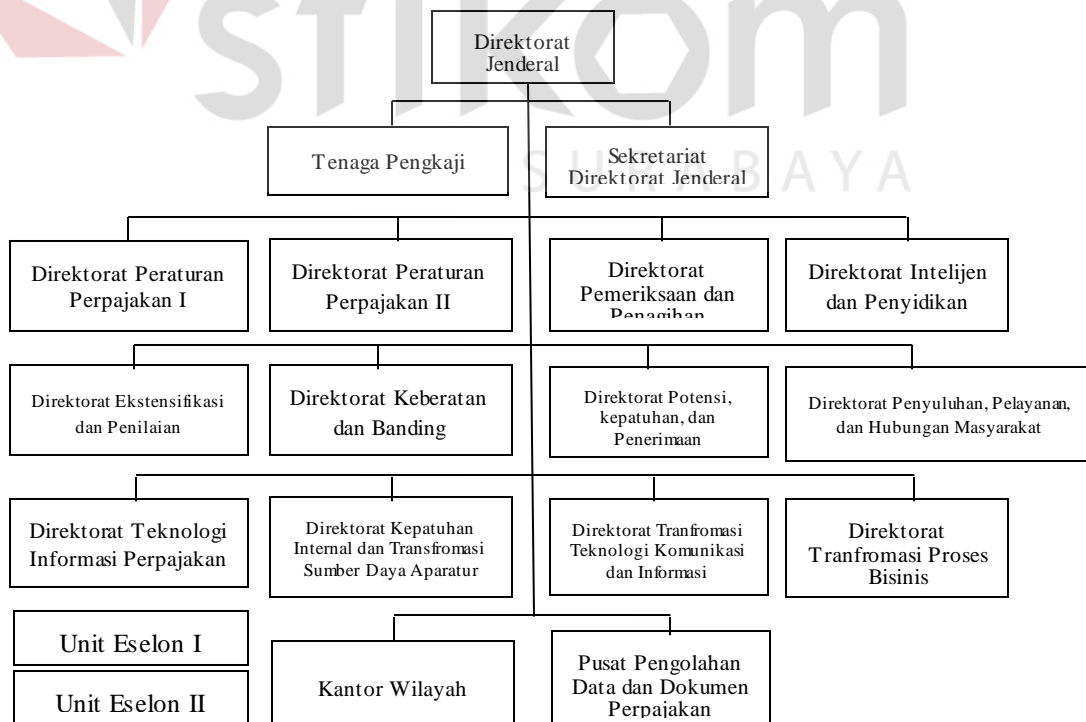 STIKOM
SURABAYA
Direktorat
Jenderal
Tenaga Pengkaji
Sekretariat
Direktorat Jenderal
Direktorat Peraturan
Perpajakan I
Direktorat Peraturan
Perpajakan II
Direktorat
Pemeriksaan dan
Penagihan
Direktorat Intelijen
dan Penyidikan
Direktorat Ekstensifikasi
dan Penilaian
Direktorat Keberatan
dan Banding
Direktorat Potensi,
kepatuhan, dan
Penerimaan
Direktorat Penyuluhan, Pelayanan,
dan Hubungan Masyarakat
Direktorat Teknologi
Informasi Perpajakan
Direktorat Kepatuhan
Internal dan Transfromasi
Sumber Daya Aparatur
Direktorat Tranfromasi
Teknologi Komunikasi
dan Informasi
Direktorat
Tranfromasi Proses
Bisinis
Unit Eselon I
Unit Eselon II
Kantor Wilayah
Pusat Pengolahan
Data dan Dokumen
Perpajakan